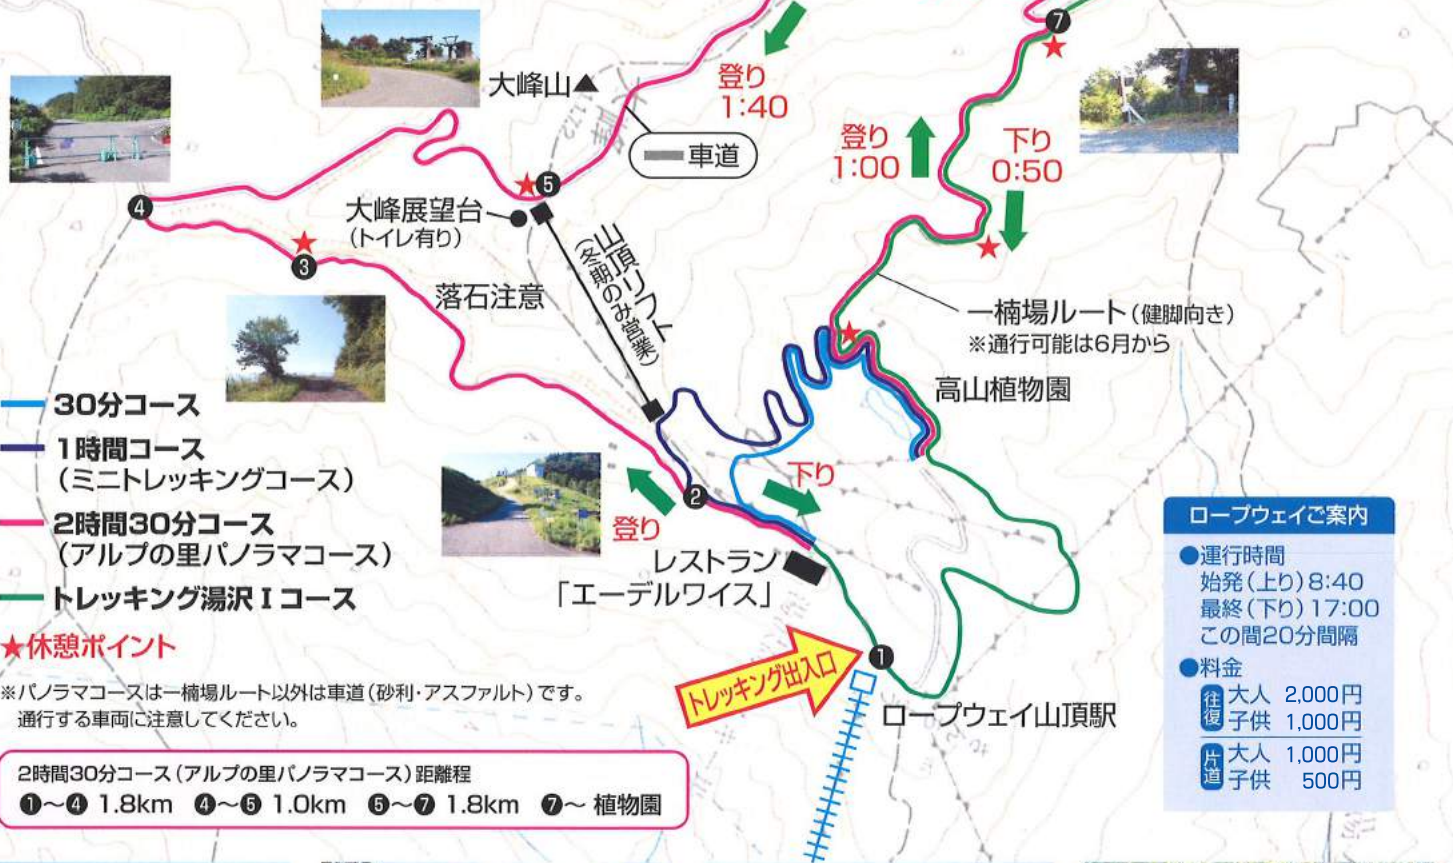 ❼
大峰山▲
登り
1:40
登り
1:00
下り
0:50
車道
❺
❹
大峰展望台
(トイレ有り)
❸
山頂リフト
(冬期のみ営業)
落石注意
一楠場ルート(健脚向き)
※通行可能は6月から
高山植物園
30分コース
1時間コース
(ミニトレッキングコース)
2時間30分コース
(アルプの里パノラマコース)
トレッキング湯沢Ⅰコース
★休憩ポイント
❷
下り
登り
レストラン
「エーデルワイス」
❶
トレッキング出入口
ロープウェイ山頂駅
※パノラマコースは一楠場ルート以外は車道(砂利・アスファルト)です。
通行する車両に注意してください。
2時間30分コース(アルプの里パノラマコース)距離程
❶〜❹ 1.8km ❹〜❺ 1.0km ❺〜❼ 1.8km ❼〜 植物園
ロープウェイご案内
●運行時間
始発(上り)8:40
最終(下り)17:00
この間20分間隔
●料金
往復 大人 2,000円
子供 1,000円
片道 大人 1,000円
子供 500円